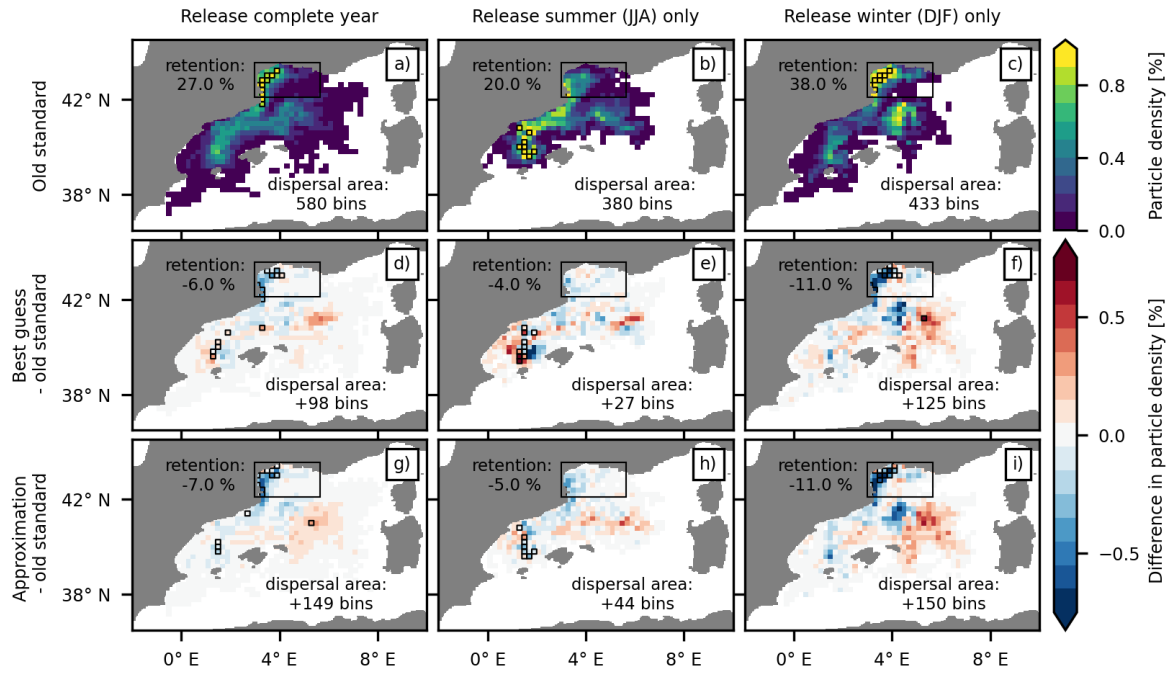 Release complete year
Release summer (JJA) only
Release winter (DJF) only
Old standard
42° N
38° N
retention:
27.0 %
a)
dispersal area:
580 bins
retention:
20.0 %
b)
dispersal area:
380 bins
retention:
38.0 %
c)
dispersal area:
433 bins
0.8
0.4
0.0
Particle density [%]
Best guess
- old standard
42° N
38° N
retention:
-6.0 %
d)
dispersal area:
+98 bins
retention:
-4.0 %
e)
dispersal area:
+27 bins
retention:
-11.0 %
f)
dispersal area:
+125 bins
0.5
0.0
−0.5
Difference in particle density [%]
Approximation
- old standard
42° N
38° N
retention:
-7.0 %
g)
dispersal area:
+149 bins
retention:
-5.0 %
h)
dispersal area:
+44 bins
retention:
-11.0 %
i)
dispersal area:
+150 bins
0° E
4° E
8° E
0° E
4° E
8° E
0° E
4° E
8° E